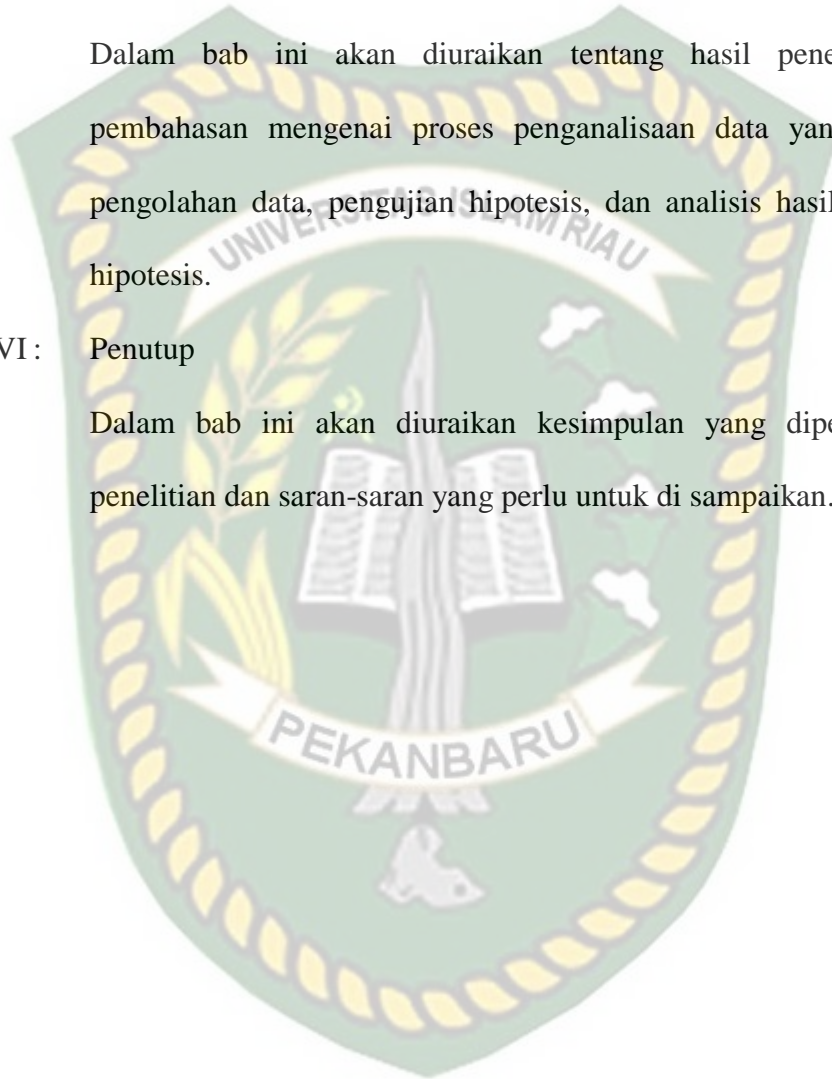 Dalam bab ini akan diuraikan tentang hasil pene
pembahasan mengenai proses penganalisaan data yan
pengolahan data, pengujian hipotesis, dan analisis hasil
UNIVERSITAS ISLAM RIAU
hipotesis.
VI : Penutup
Dalam bab ini akan diuraikan kesimpulan yang dipe
penelitian dan saran-saran yang perlu untuk di sampaikan.
PEKANBARU